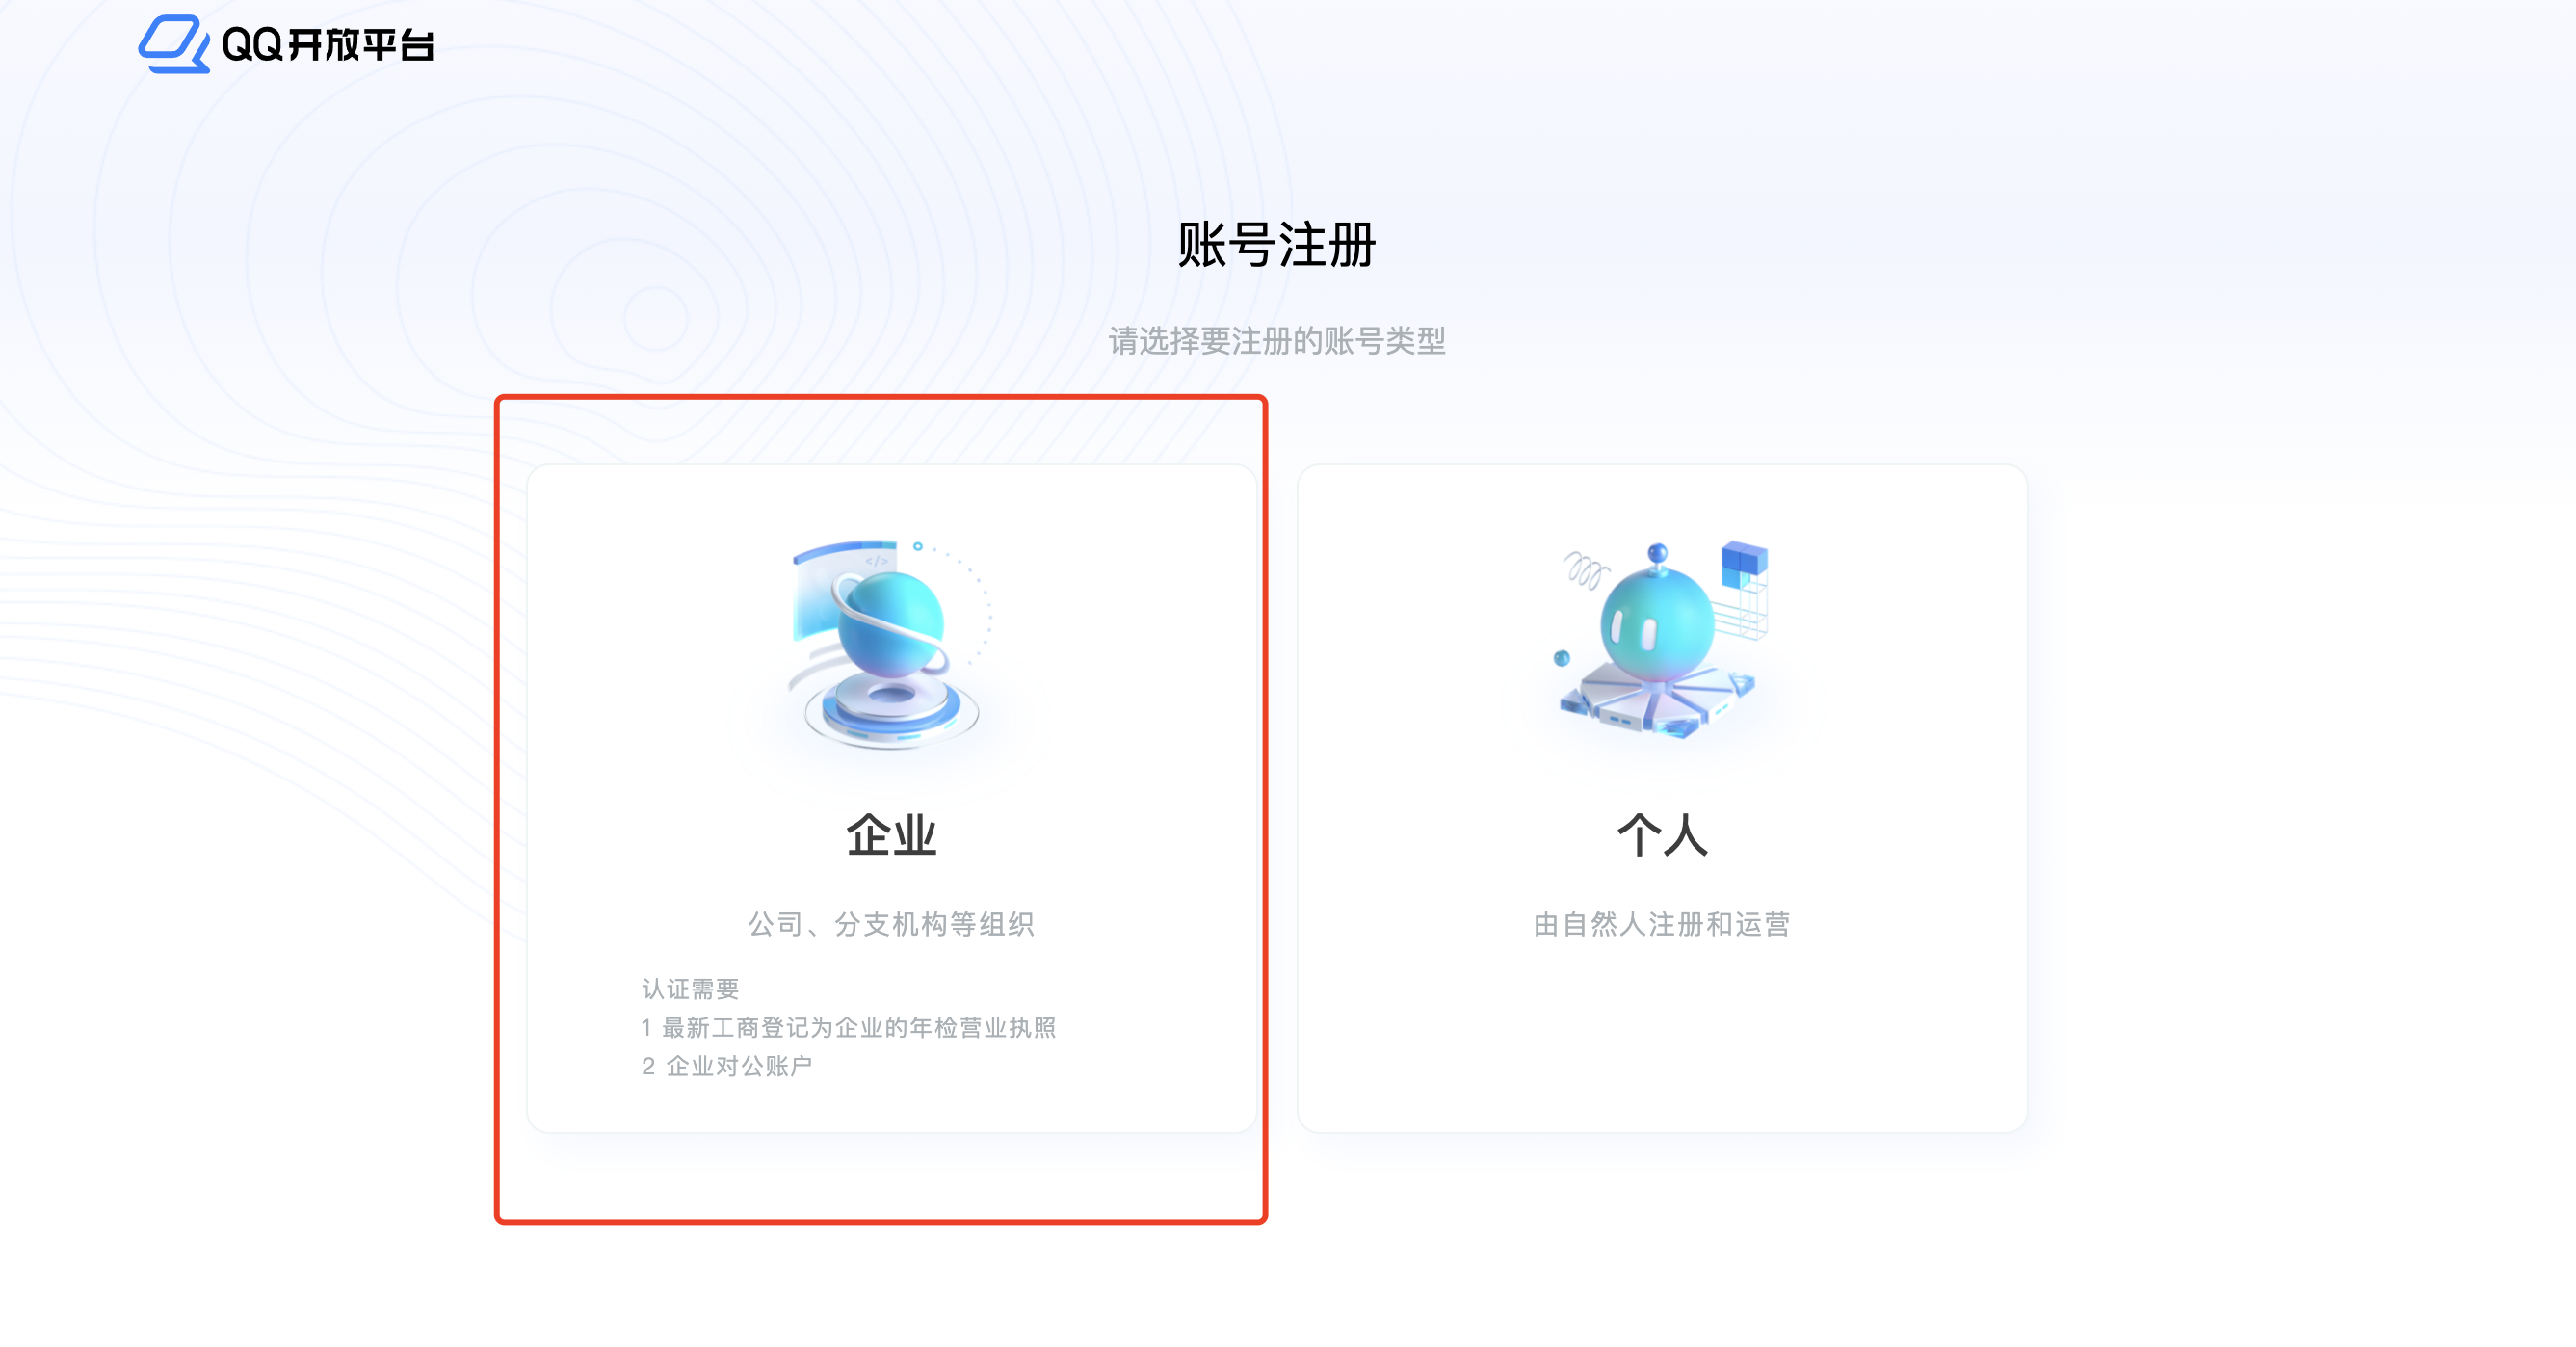 QQ开放平台
账号注册
请选择要注册的账号类型
</>
企业
公司、分支机构等组织
认证需要
1 最新工商登记为企业的年检营业执照
2 企业对公账户
个人
由自然人注册和运营